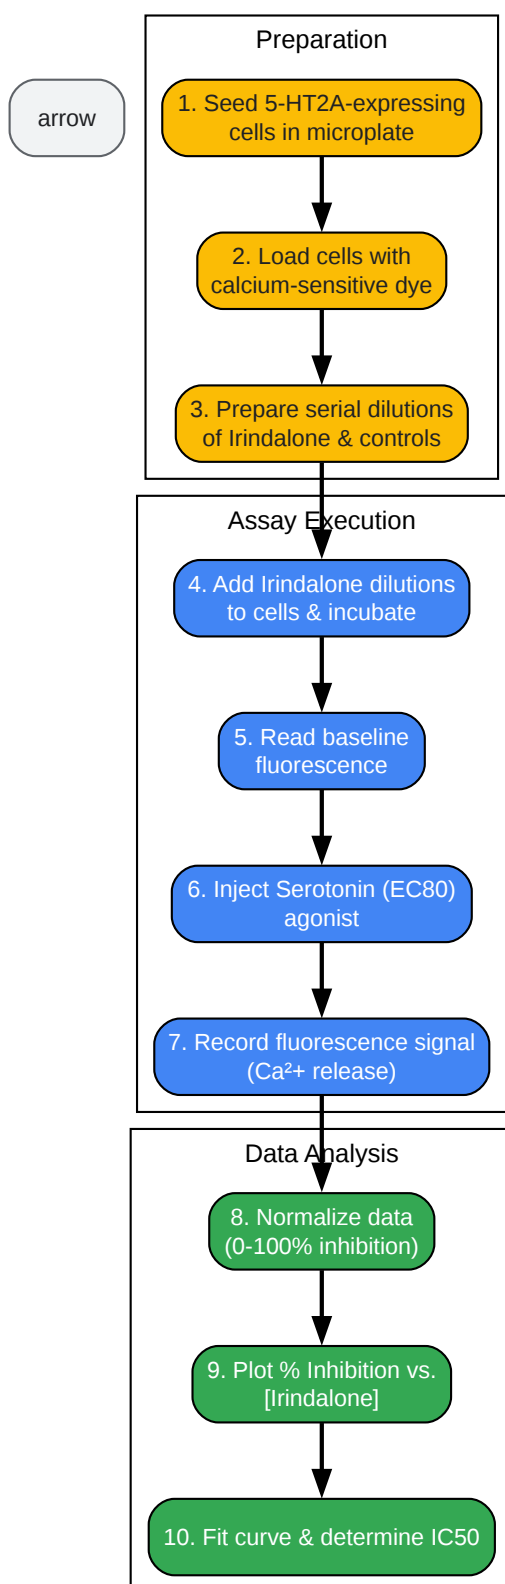 Preparation
arrow
1. Seed 5-HT2A-expressing
cells in microplate
2. Load cells with
calcium-sensitive dye
3. Prepare serial dilutions
of Irindalone & controls
Assay Execution
4. Add Irindalone dilutions
to cells & incubate
5. Read baseline
fluorescence
6. Inject Serotonin (EC80)
agonist
7. Record fluorescence signal
(Ca²+ release)
Data Analysis
8. Normalize data
(0-100% inhibition)
9. Plot % Inhibition vs.
[Irindalone]
10. Fit curve & determine IC50